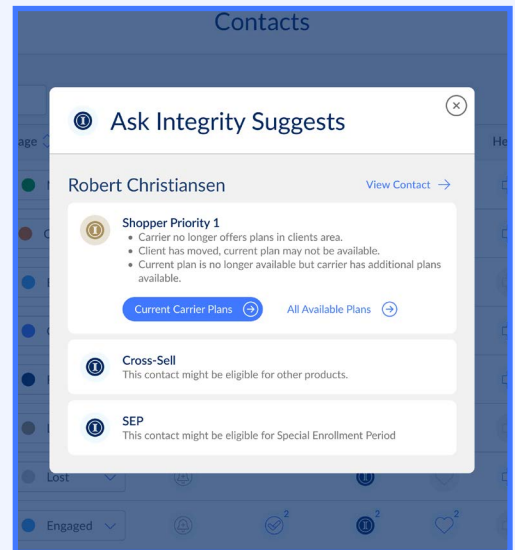 Contacts
Ask Integrity Suggests
age
He
Robert Christiansen
View Contact →
Shopper Priority 1
• Carrier no longer offers plans in clients area.
• Client has moved, current plan may not be available.
• Current plan is no longer available but carrier has additional plans
available.
Current Carrier Plans
All Available Plans
Cross-Sell
This contact might be eligible for other products.
SEP
This contact might be eligible for Special Enrollment Period
Lost
Engaged
2
2
2